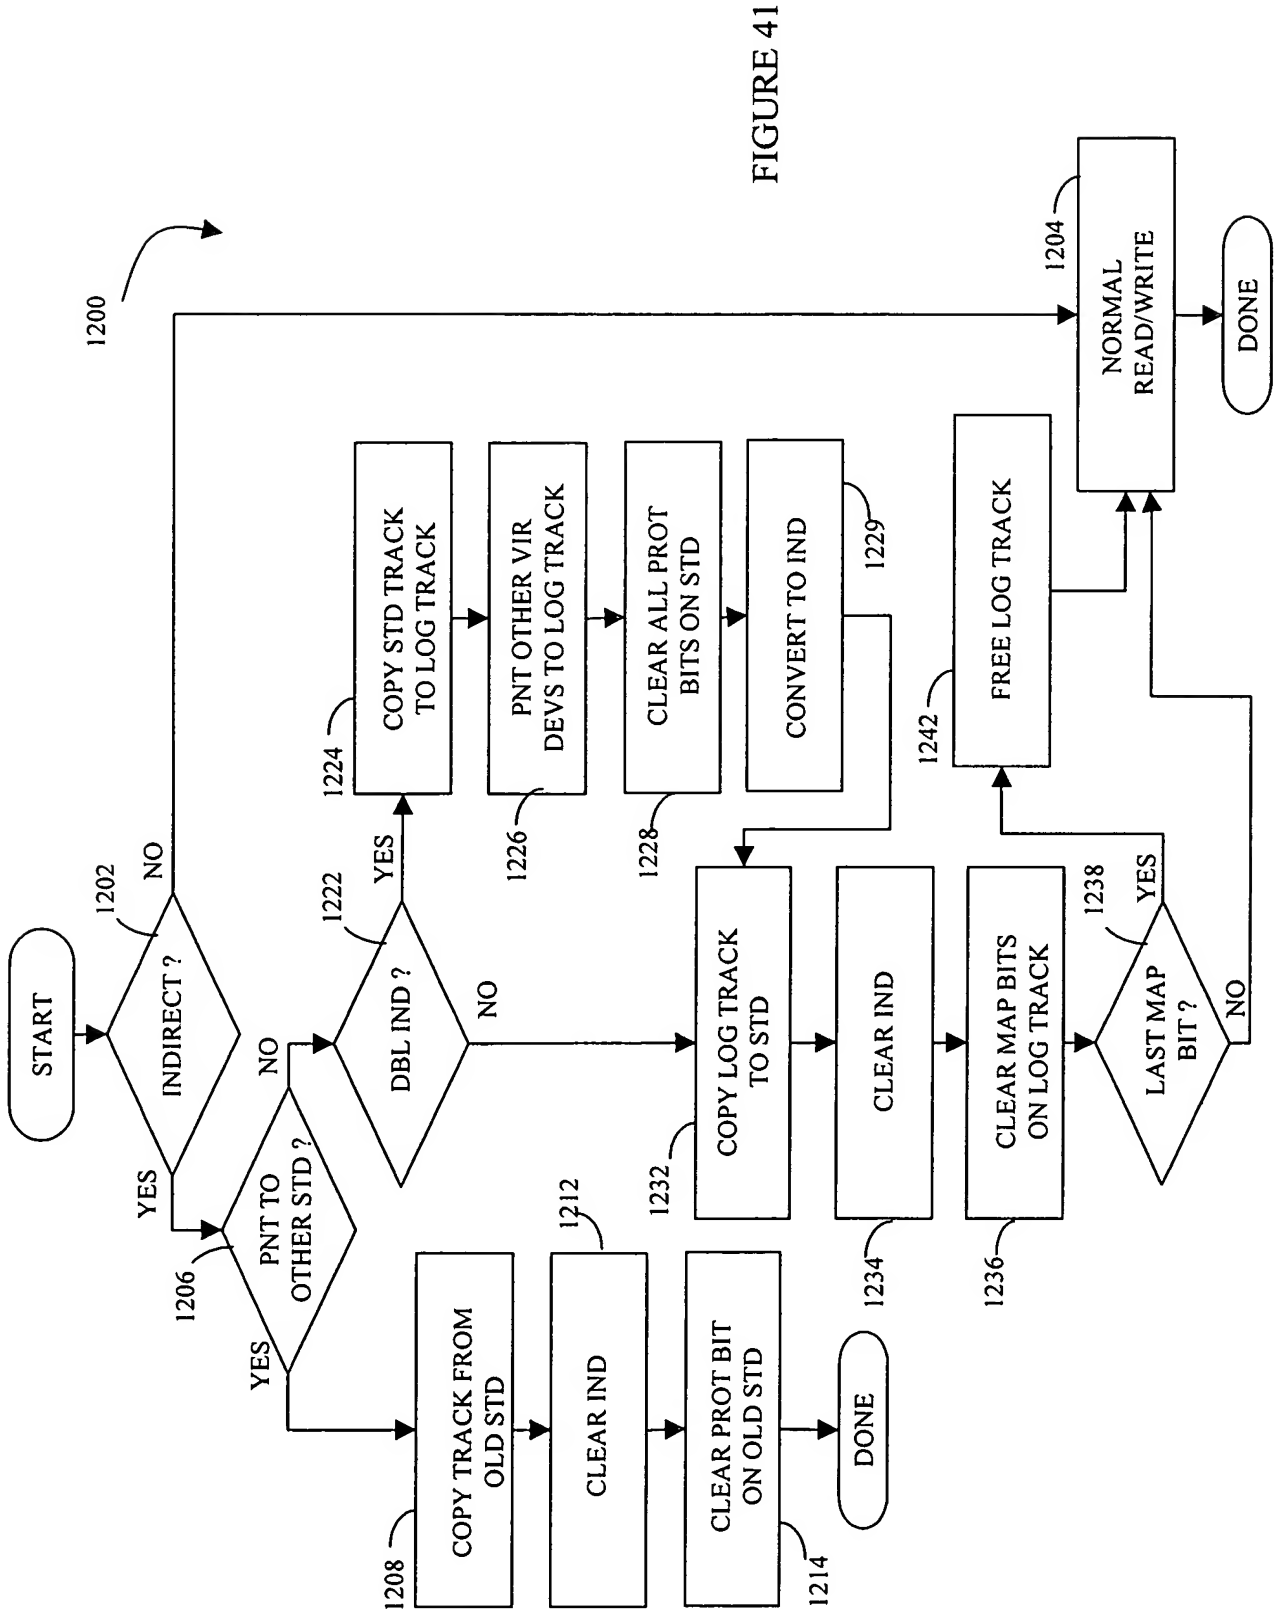 START
1200
INDIRECT ?
1202
YES
NO
PNT TO
OTHER STD ?
1206
YES
NO
DBL IND ?
1222
YES
NO
COPY TRACK FROM
OLD STD
1208
CLEAR IND
1212
CLEAR PROT BIT
ON OLD STD
1214
DONE
COPY STD TRACK
TO LOG TRACK
1224
PNT OTHER VIR
DEVS TO LOG TRACK
1226
CLEAR ALL PROT
BITS ON STD
1228
CONVERT TO IND
1229
COPY LOG TRACK
TO STD
1232
CLEAR IND
1234
CLEAR MAP BITS
ON LOG TRACK
1236
LAST MAP
BIT ?
1238
YES
NO
FREE LOG TRACK
1242
NORMAL
READ/WRITE
1204
DONE
FIGURE 41